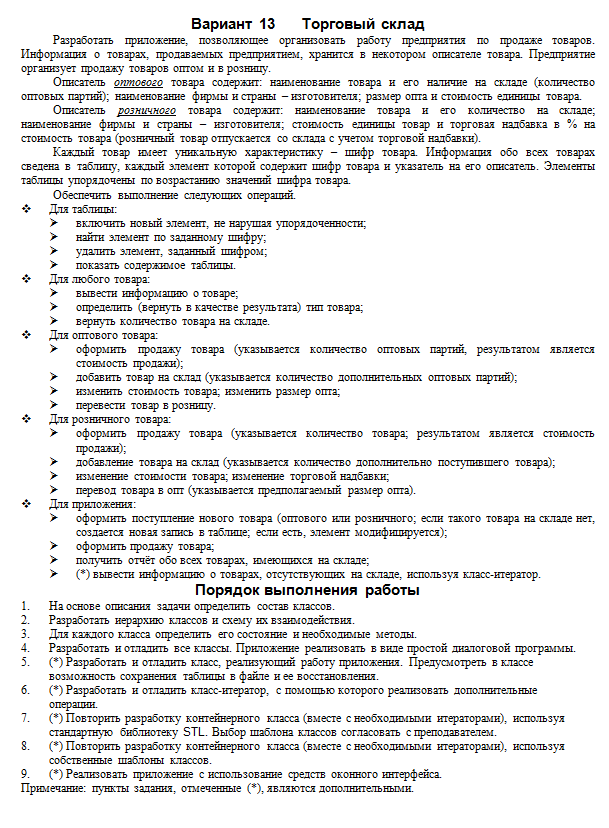 Вариант 13 Торговый склад
Разработать приложение, позволяющее организовать работу предприятия по продаже товаров.
Информация о товарах, продаваемых предприятием, хранится в некотором описателе товара. Предприятие
организует продажу товаров оптом и в розницу.
Описатель оптового товара содержит: наименование товара и его наличие на складе (количество
оптовых партий); наименование фирмы и страны – изготовителя; размер опта и стоимость единицы товара.
Описатель розничного товара содержит: наименование товара и его количество на складе;
наименование фирмы и страны – изготовителя; стоимость единицы товар и торговая надбавка в % на
стоимость товара (розничный товар отпускается со склада с учетом торговой надбавки).
Каждый товар имеет уникальную характеристику – шифр товара. Информация обо всех товарах
сведена в таблицу, каждый элемент которой содержит шифр товара и указатель на его описатель. Элементы
таблицы упорядочены по возрастанию значений шифра товара.
Обеспечить выполнение следующих операций.
❖ Для таблицы:
➢ включить новый элемент, не нарушая упорядоченности;
➢ найти элемент по заданному шифру;
➢ удалить элемент, заданный шифром;
➢ показать содержимое таблицы.
❖ Для любого товара:
➢ вывести информацию о товаре;
➢ определить (вернуть в качестве результата) тип товара;
➢ вернуть количество товара на складе.
❖ Для оптового товара:
➢ оформить продажу товара (указывается количество оптовых партий, результатом является
стоимость продажи);
➢ добавить товар на склад (указывается количество дополнительных оптовых партий);
➢ изменить стоимость товара; изменить размер опта;
➢ перевести товар в розницу.
❖ Для розничного товара:
➢ оформить продажу товара (указывается количество товара; результатом является стоимость
продажи);
➢ добавление товара на склад (указывается количество дополнительно поступившего товара);
➢ изменение стоимости товара; изменение торговой надбавки;
➢ перевод товара в опт (указывается предполагаемый размер опта).
❖ Для приложения:
➢ оформить поступление нового товара (оптового или розничного; если такого товара на складе нет,
создается новая запись в таблице; если есть, элемент модифицируется);
➢ оформить продажу товара;
➢ получить отчёт обо всех товарах, имеющихся на складе;
➢ (*) вывести информацию о товарах, отсутствующих на складе, используя класс-итератор.
Порядок выполнения работы
1. На основе описания задачи определить состав классов.
2. Разработать иерархию классов и схему их взаимодействия.
3. Для каждого класса определить его состояние и необходимые методы.
4. Разработать и отладить все классы. Приложение реализовать в виде простой диалоговой программы.
5. (*) Разработать и отладить класс, реализующий работу приложения. Предусмотреть в классе
возможность сохранения таблицы в файле и ее восстановления.
6. (*) Разработать и отладить класс-итератор, с помощью которого реализовать дополнительные
операции.
7. (*) Повторить разработку контейнерного класса (вместе с необходимыми итераторами), используя
стандартную библиотеку STL. Выбор шаблона классов согласовать с преподавателем.
8. (*) Повторить разработку контейнерного класса (вместе с необходимыми итераторами), используя
собственные шаблоны классов.
9. (*) Реализовать приложение с использование средств оконного интерфейса.
Примечание: пункты задания, отмеченные (*), являются дополнительными.